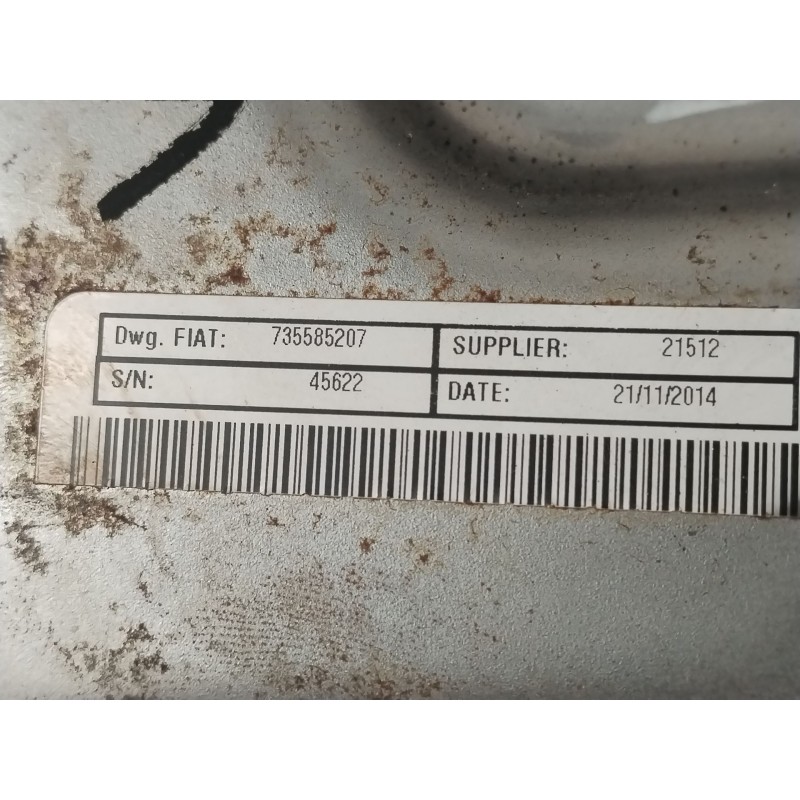 Dwg. FIAT: 735585207 SUPPLIER: 21512
S/N: 45622 DATE: 21/11/2014